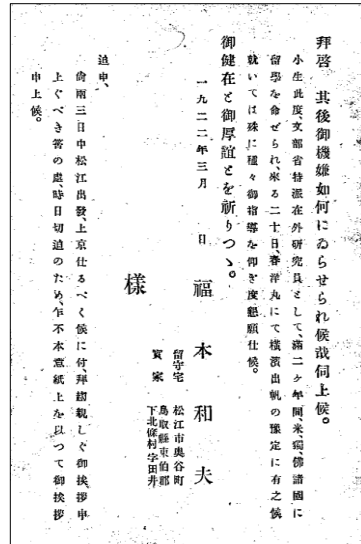 拜啓 其後御機嫌如何にゐらせられ候哉伺上候。
小生此度、文部省特派在外研究員として、滿二ケ年間、米、獨、佛諸國に
留學を命ぜられ、來る二十日、春洋丸にて橫濱出帆の豫定に有之候
就いては殊に種々御指導を仰ぎ度懇願仕候。
御健在と御厚誼とを祈りつゝ。
一九二二年三月 日
福本和夫
留守宅 松江市奥谷町
實家 鳥取縣東伯郡
下北條村字田井
樣
追申、
尙兩三日中松江出發、上京仕るべく候に付、拜趨親しぐ御挨拶申
上ぐべき筈の處、時日切迫のため、乍不本意紙上を以つて御挨拶
申上候。